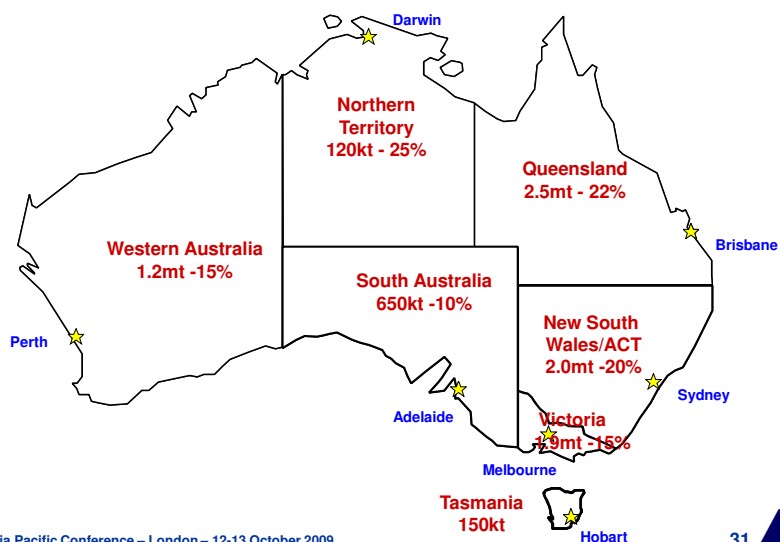 Darwin
Northern
Territory
120kt - 25%
Queensland
2.5mt - 22%
Brisbane
Western Australia
1.2mt -15%
South Australia
650kt -10%
New South
Wales/ACT
2.0mt -20%
Perth
Sydney
Adelaide
Victoria
1.9mt -15%
Melbourne
Tasmania
150kt
Hobart
Pacific Conference – London – 12-13 October 2009
31